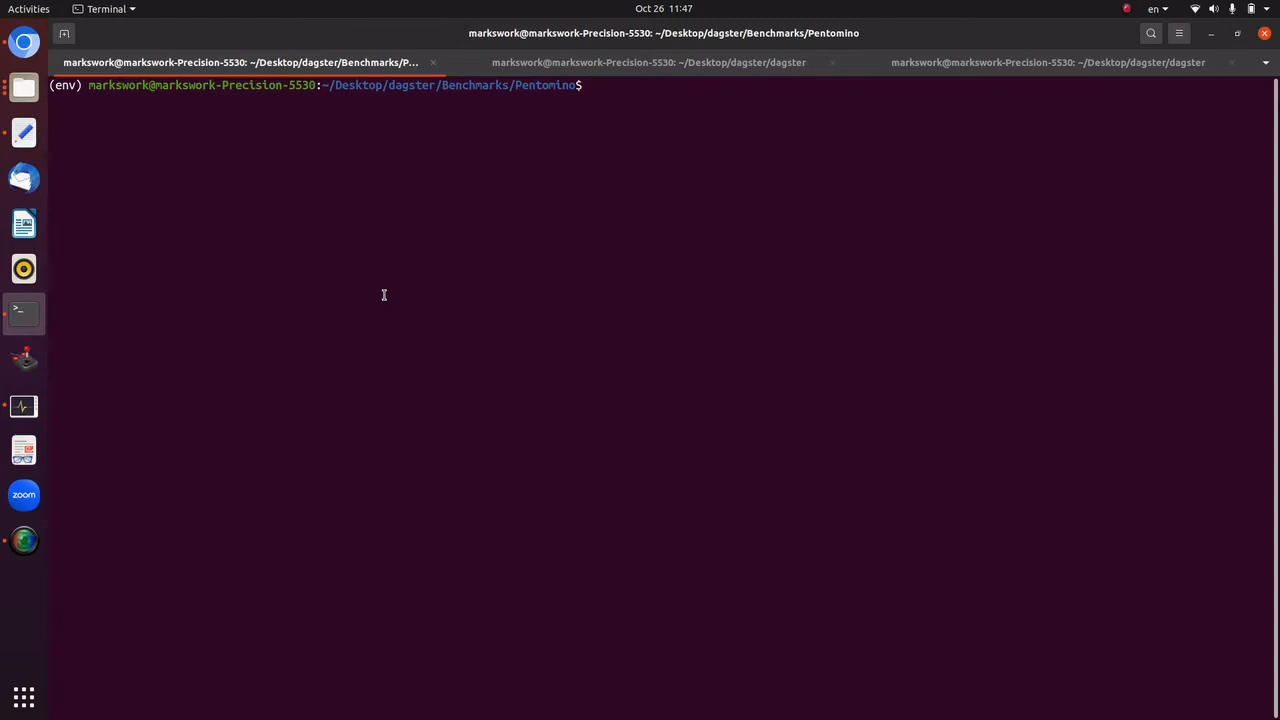 Activities
Terminal
Oct 26 11:47
en
markswork@markswork-Precision-5530: ~/Desktop/dagster/Benchmarks/Pentomino
markswork@markswork-Precision-5530: ~/Desktop/dagster/Benchmarks/P...
markswork@markswork-Precision-5530: ~/Desktop/dagster/dagster
markswork@markswork-Precision-5530: ~/Desktop/dagster/dagster
(env) markswork@markswork-Precision-5530:~/Desktop/dagster/Benchmarks/Pentomino$
>_
zoom